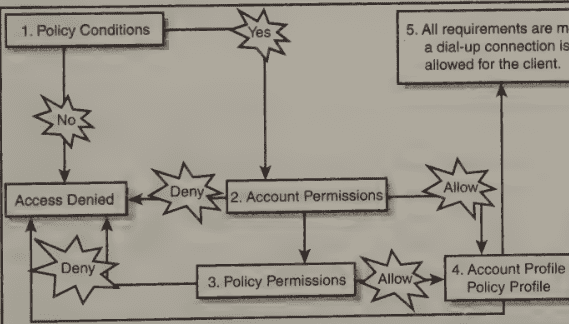 1. Policy Conditions
Yes
5. All requirements are
a dial-up connection is
allowed for the client.
No
Access Denied
Deny
2. Account Permissions
Allow
Deny
3. Policy Permissions
Allow
4. Account Profile
Policy Profile